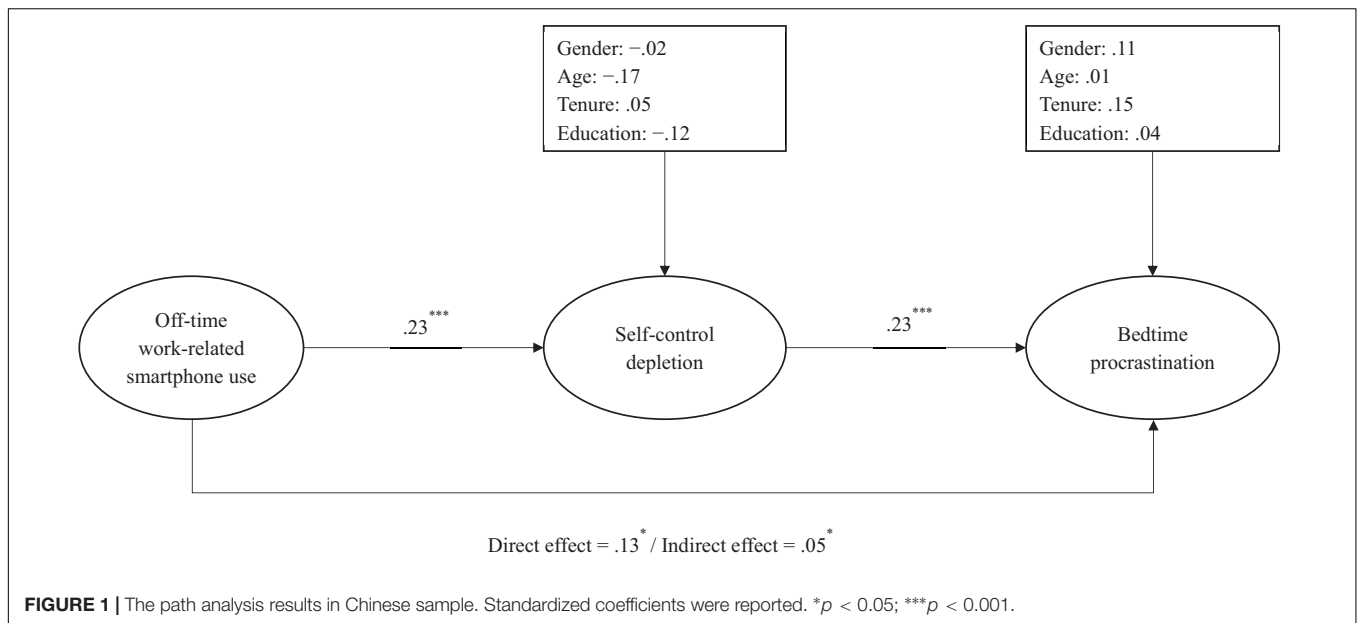 Gender: −.02
Age: −.17
Tenure: .05
Education: −.12
Gender: .11
Age: .01
Tenure: .15
Education: .04
Off-time
work-related
smartphone use
.23***
Self-control
depletion
.23***
Bedtime
procrastination
Direct effect = .13* / Indirect effect = .05*
FIGURE 1 | The path analysis results in Chinese sample. Standardized coefficients were reported. *p < 0.05; ***p < 0.001.